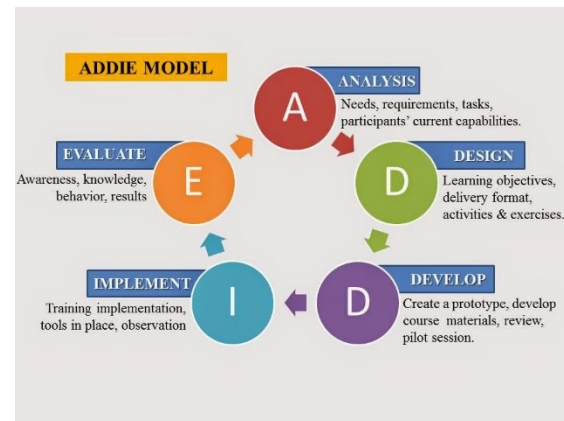 ADDIE MODEL
A
ANALYSIS
Needs, requirements, tasks,
participants' current capabilities.
D
DESIGN
Learning objectives,
delivery format,
activities & exercises.
D
DEVELOP
Create a prototype, develop
course materials, review,
pilot session.
I
IMPLEMENT
Training implementation,
tools in place, observation
E
EVALUATE
Awareness, knowledge,
behavior, results